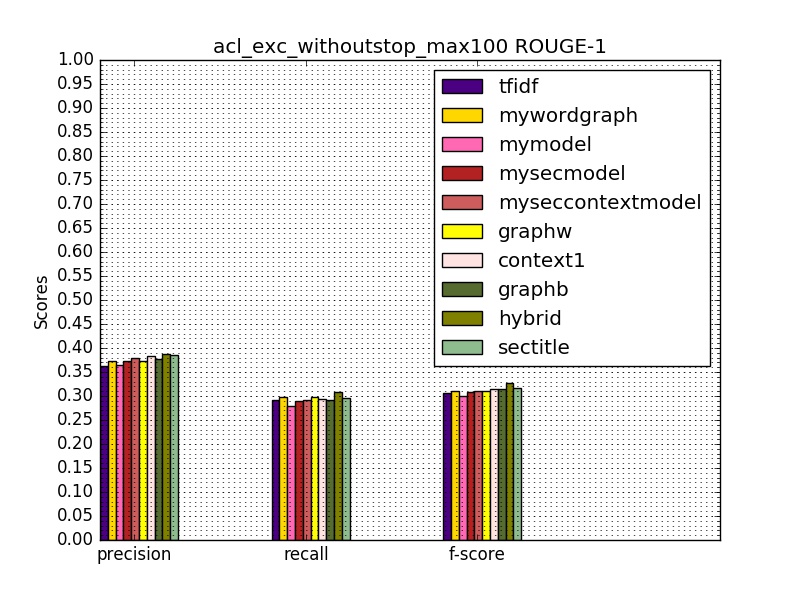 acl_exc_withoutstop_max100 ROUGE-1
1.00
0.95
0.90
0.85
0.80
0.75
0.70
0.65
0.60
0.55
0.50
0.45
0.40
0.35
0.30
0.25
0.20
0.15
0.10
0.05
0.00
Scores
tfidf
mywordgraph
mymodel
mysecmodel
myseccontextmodel
graphw
context1
graphb
hybrid
sectitle
precision
recall
f-score